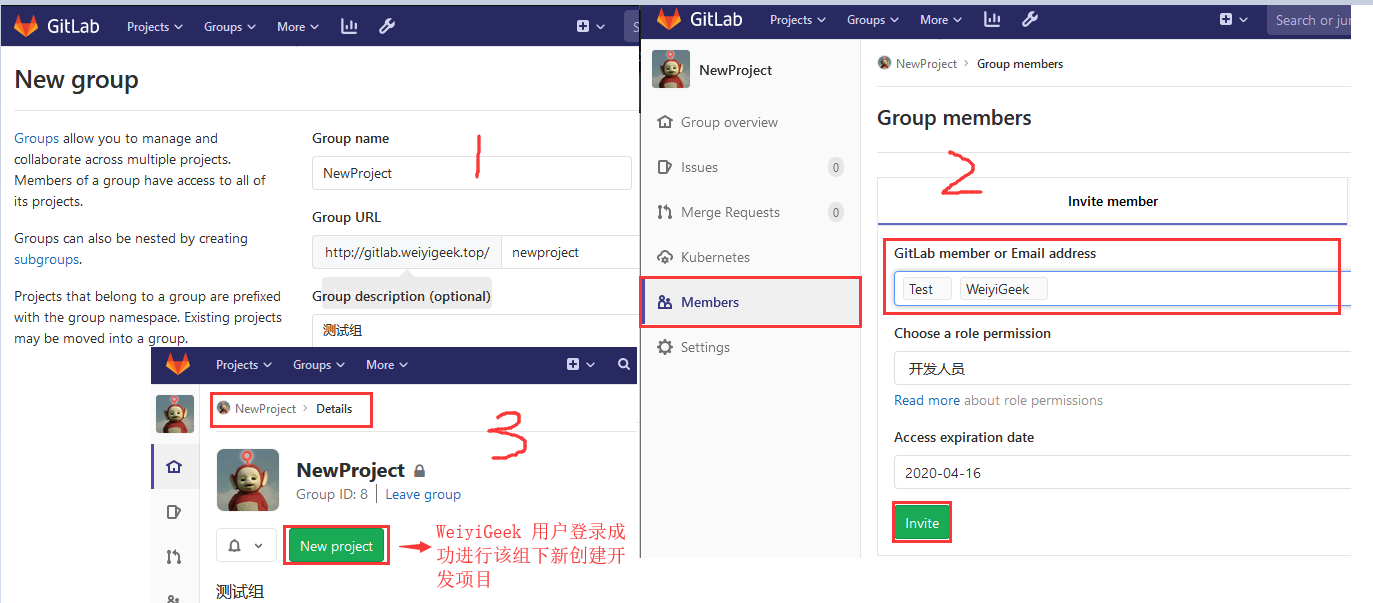 GitLab
Projects
Groups
More
New group
Groups allow you to manage and
collaborate across multiple projects.
Members of a group have access to all of
its projects.
Groups can also be nested by creating
subgroups.
Projects that belong to a group are prefixed
with the group namespace. Existing projects
may be moved into a group.
Group name
1
NewProject
Group URL
http://gitlab.weiyigeek.top/
newproject
Group description (optional)
测试组
GitLab
Projects
Groups
More
Search or jur
NewProject
Group overview
Issues 0
Merge Requests 0
Kubernetes
Members
Settings
NewProject > Group members
Group members
2
Invite member
GitLab member or Email address
Test WeiyiGeek
Choose a role permission
开发人员
Read more about role permissions
Access expiration date
2020-04-16
Invite
Projects
Groups
More
NewProject > Details
3
NewProject
Group ID: 8 | Leave group
New project
WeiyiGeek 用户登录成
功进行该组下新创建开
发项目
测试组